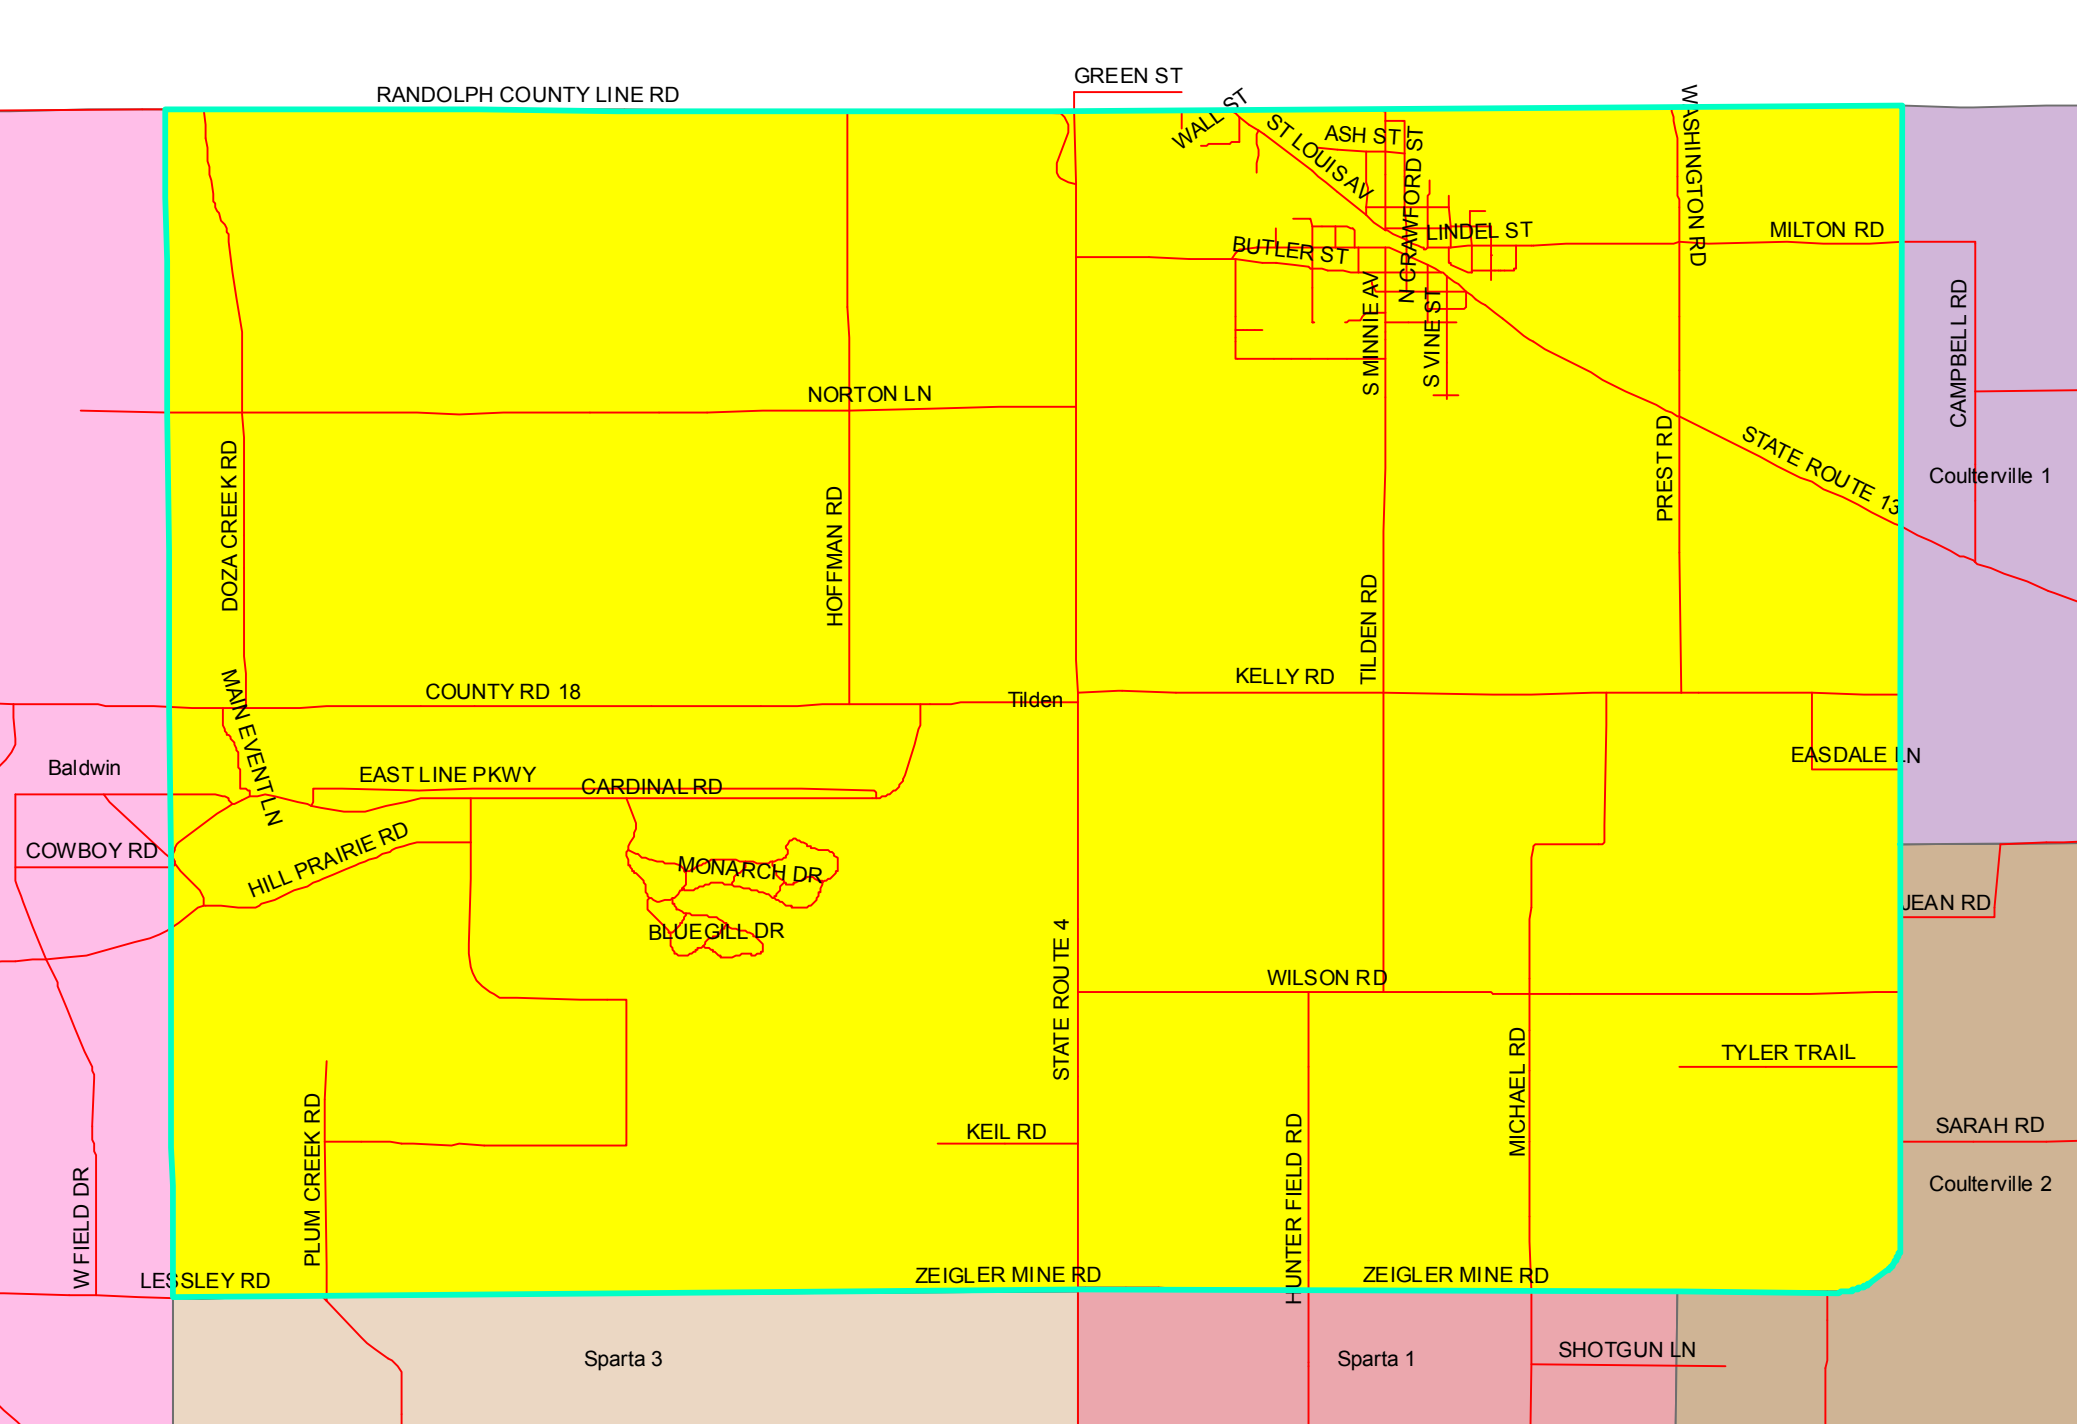 GREEN ST
RANDOLPH COUNTY LINE RD
WALL ST
ST LOUIS AV
ASH ST
N CRAWFORD ST
WASHINGTON RD
BUTLER ST
LINDEL ST
MILTON RD
S MINNIE AV
S VINE ST
CAMPBELL RD
NORTON LN
DOZA CREEK RD
HOFFMAN RD
PREST RD
STATE ROUTE 13
Coulterville 1
TILDEN RD
MAIN EVENT LN
COUNTY RD 18
Tilden
KELLY RD
Baldwin
EAST LINE PKWY
CARDINAL RD
EASDALE LN
COWBOY RD
HILL PRAIRIE RD
MONARCH DR
BLUEGILL DR
JEAN RD
STATE ROUTE 4
WILSON RD
MICHAEL RD
TYLER TRAIL
PLUM CREEK RD
KEIL RD
HUNTER FIELD RD
SARAH RD
W FIELD DR
Coulterville 2
LESSLEY RD
ZEIGLER MINE RD
ZEIGLER MINE RD
Sparta 3
Sparta 1
SHOTGUN LN